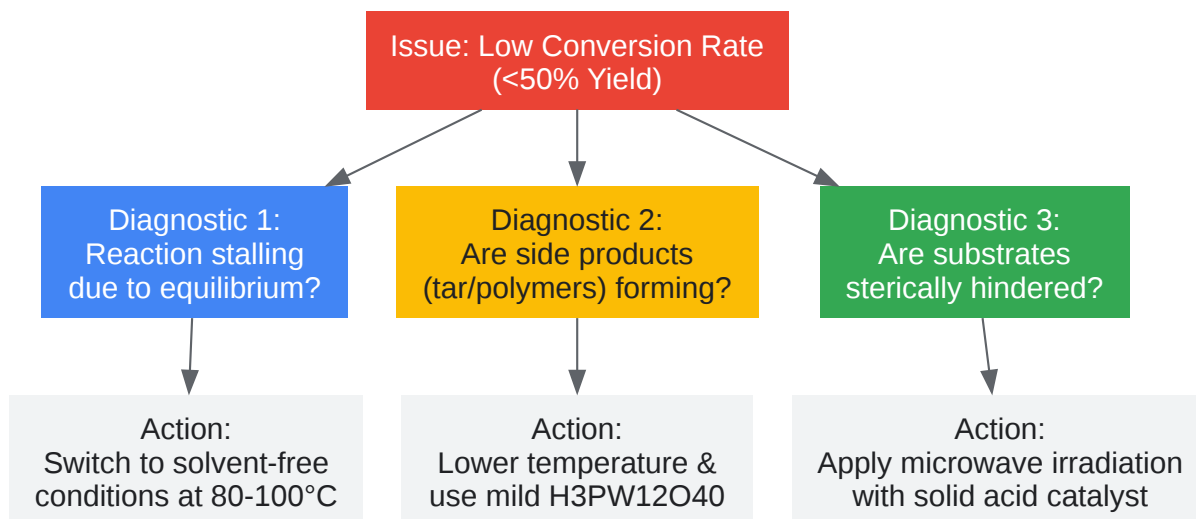 Issue: Low Conversion Rate
(<50% Yield)
Diagnostic 1:
Reaction stalling
due to equilibrium?
Diagnostic 2:
Are side products
(tar/polymers) forming?
Diagnostic 3:
Are substrates
sterically hindered?
Action:
Switch to solvent-free
conditions at 80-100°C
Action:
Lower temperature &
use mild H3PW12O40
Action:
Apply microwave irradiation
with solid acid catalyst